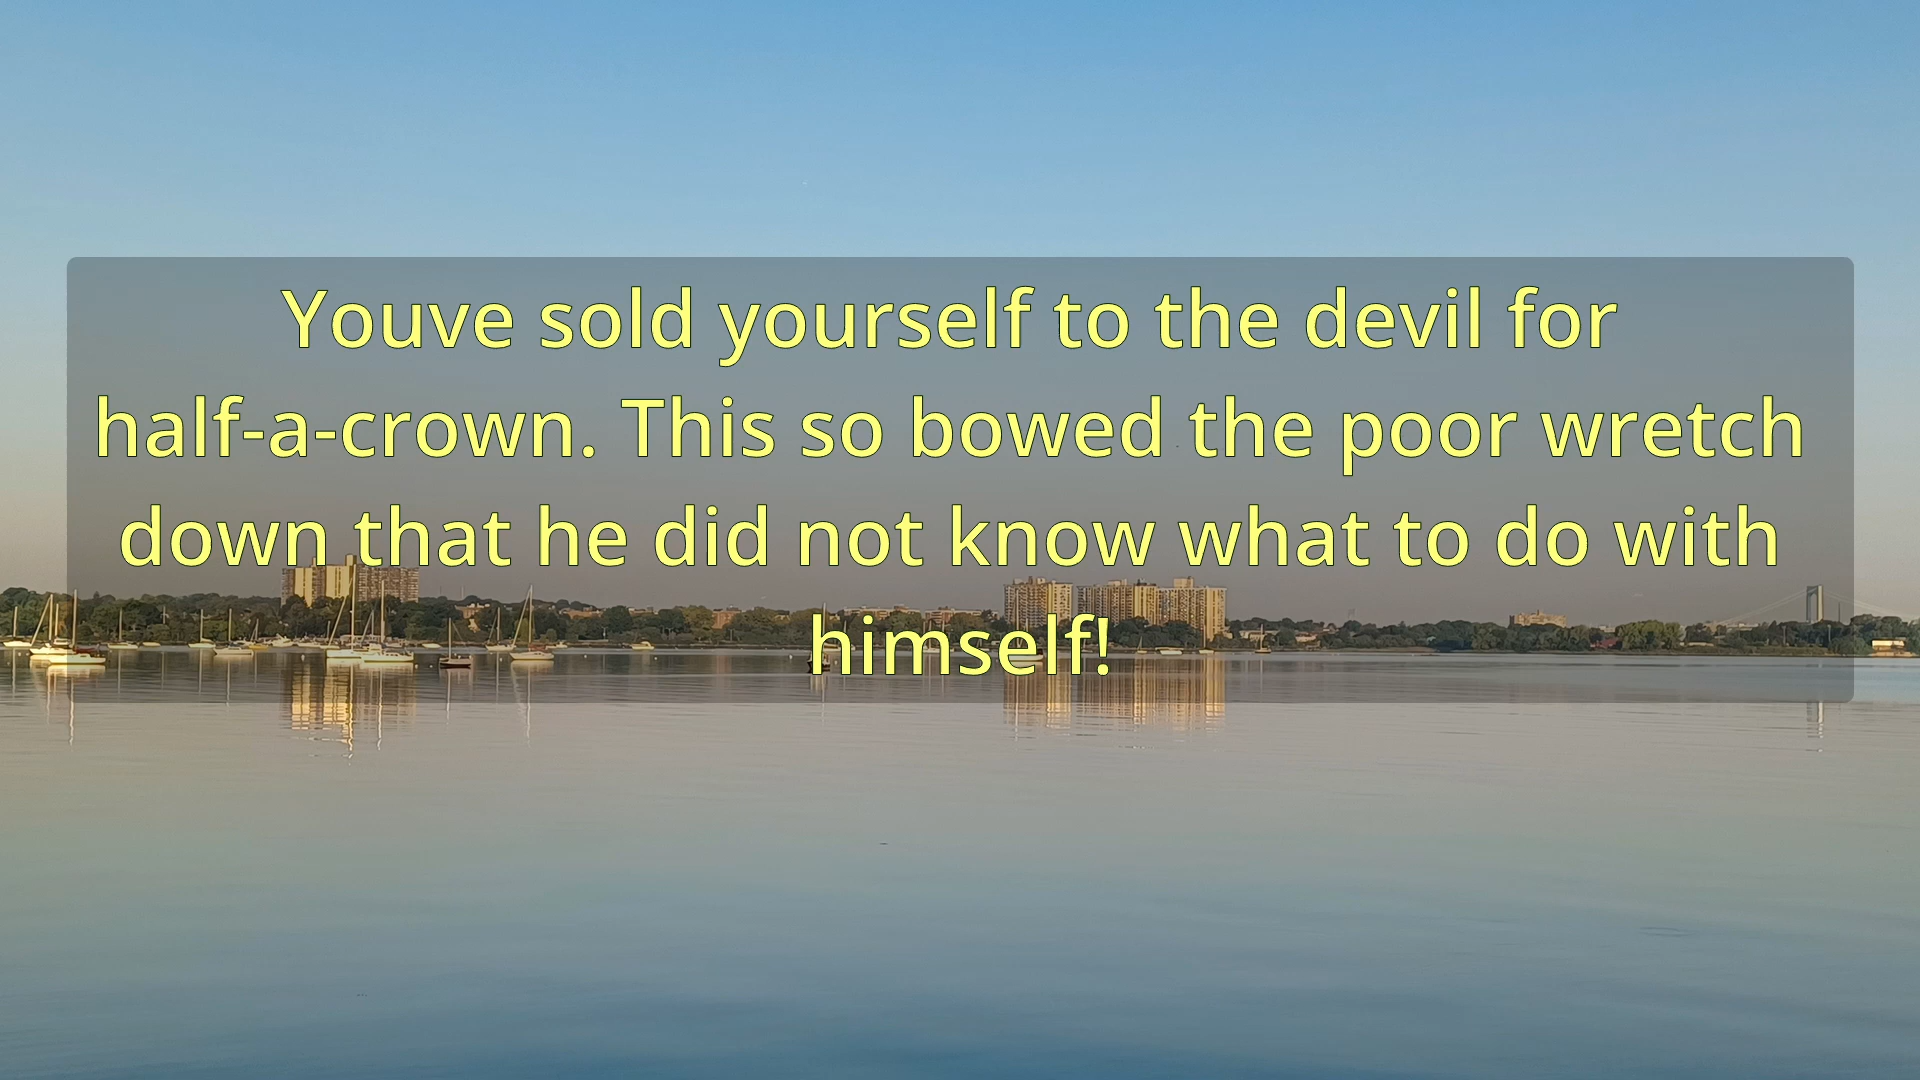 Youve sold yourself to the devil for
half-a-crown. This so bowed the poor wretch
down that he did not know what to do with
himself!